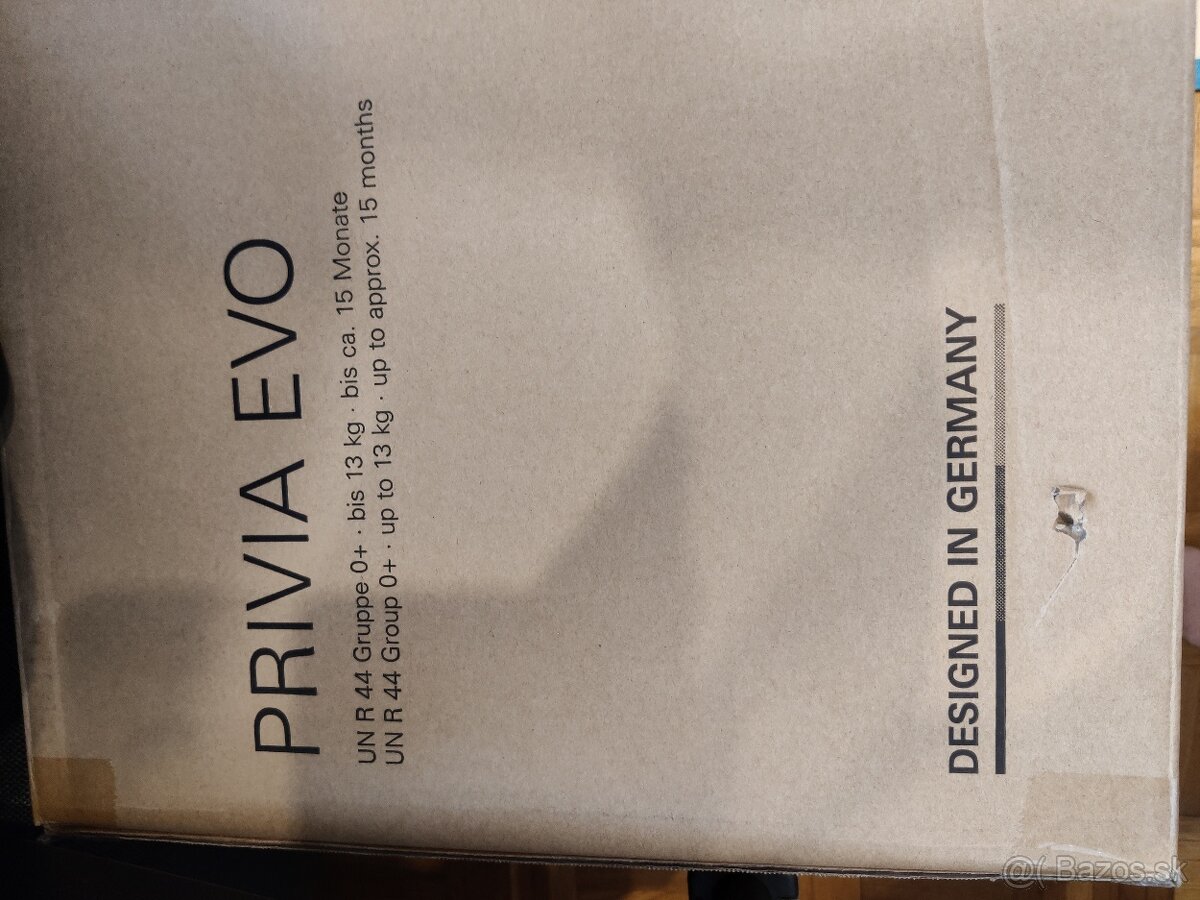 PRIVIA EVO
UN R 44 Gruppe 0+ · bis 13 kg · bis ca. 15 Monate
UN R 44 Group 0+ · up to 13 kg · up to approx. 15 months
DESIGNED IN GERMANY
@( Bazos.sk